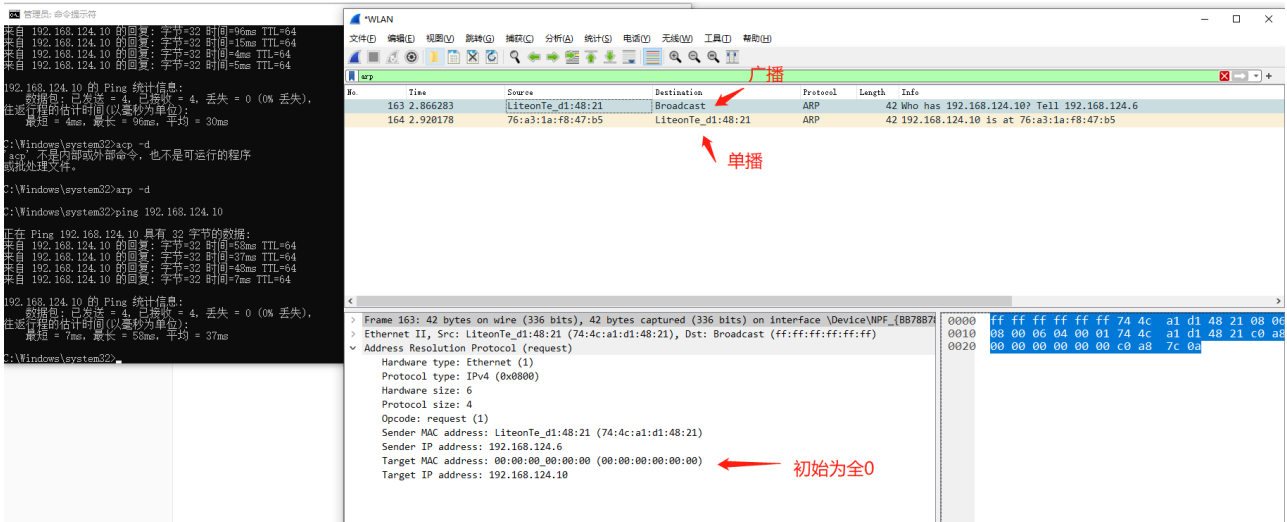 管理员: 命令提示符
来自 192.168.124.10 的回复: 字节=32 时间=96ms TTL=64
来自 192.168.124.10 的回复: 字节=32 时间=15ms TTL=64
来自 192.168.124.10 的回复: 字节=32 时间=4ms TTL=64
来自 192.168.124.10 的回复: 字节=32 时间=5ms TTL=64
192.168.124.10 的 Ping 统计信息:
数据包: 已发送 = 4，已接收 = 4，丢失 = 0 (0% 丢失)，
往返行程的估计时间(以毫秒为单位):
最短 = 4ms，最长 = 96ms，平均 = 30ms
C:\Windows\system32>acp -d
'acp' 不是内部或外部命令，也不是可运行的程序
或批处理文件。
C:\Windows\system32>arp -d
C:\Windows\system32>ping 192.168.124.10
正在 Ping 192.168.124.10 具有 32 字节的数据:
来自 192.168.124.10 的回复: 字节=32 时间=58ms TTL=64
来自 192.168.124.10 的回复: 字节=32 时间=37ms TTL=64
来自 192.168.124.10 的回复: 字节=32 时间=48ms TTL=64
来自 192.168.124.10 的回复: 字节=32 时间=7ms TTL=64
192.168.124.10 的 Ping 统计信息:
数据包: 已发送 = 4，已接收 = 4，丢失 = 0 (0% 丢失)，
往返行程的估计时间(以毫秒为单位):
最短 = 7ms，最长 = 58ms，平均 = 37ms
C:\Windows\system32>
*WLAN
文件(F) 编辑(E) 视图(V) 跳转(G) 捕获(C) 分析(A) 统计(S) 电话(Y) 无线(W) 工具(T) 帮助(H)
arp
广播
No. Time Source Destination Protocol Length Info
163 2.866283 LiteonTe_d1:48:21 Broadcast ARP 42 Who has 192.168.124.10? Tell 192.168.124.6
164 2.920178 76:a3:1a:f8:47:b5 LiteonTe_d1:48:21 ARP 42 192.168.124.10 is at 76:a3:1a:f8:47:b5
单播
Frame 163: 42 bytes on wire (336 bits), 42 bytes captured (336 bits) on interface \Device\NPF_{BB78B78
Ethernet II, Src: LiteonTe_d1:48:21 (74:4c:a1:d1:48:21), Dst: Broadcast (ff:ff:ff:ff:ff:ff)
Address Resolution Protocol (request)
Hardware type: Ethernet (1)
Protocol type: IPv4 (0x0800)
Hardware size: 6
Protocol size: 4
Opcode: request (1)
Sender MAC address: LiteonTe_d1:48:21 (74:4c:a1:d1:48:21)
Sender IP address: 192.168.124.6
Target MAC address: 00:00:00_00:00:00 (00:00:00:00:00:00)
初始为全0
Target IP address: 192.168.124.10
0000 ff ff ff ff ff ff 74 4c a1 d1 48 21 08 06
0010 08 00 06 04 00 01 74 4c a1 d1 48 21 c0 a8
0020 00 00 00 00 00 00 c0 a8 7c 0a